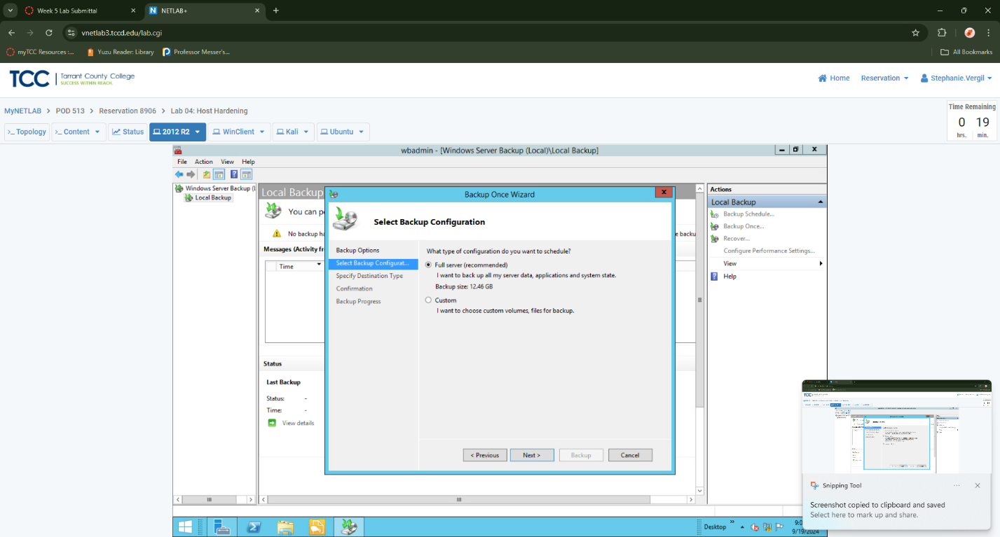 Week 5 Lab Submittal
NETLAB+
vnetlab3.tccd.edu/lab.cgi
myTCC Resources :...
Yuzu Reader: Library
Professor Messer's...
All Bookmarks
TCC
Tarrant County College
SUCCESS WITHIN REACH.
Home
Reservation
Stephanie.Vergil
MyNETLAB > POD 513 > Reservation 8906 > Lab 04: Host Hardening
Time Remaining
0 19
hrs. min.
Topology
Content
Status
2012 R2
WinClient
Kali
Ubuntu
wbadmin - [Windows Server Backup (Local)\Local Backup]
File Action View Help
Windows Server Backup (L
Local Backup
Local Backup
You can p
No backup ha
e backu
Messages (Activity fr
Time
Status
Last Backup
Status: -
Time: -
View details
Backup Once Wizard
Select Backup Configuration
Backup Options
Select Backup Configurat...
Specify Destination Type
Confirmation
Backup Progress
What type of configuration do you want to schedule?
Full server (recommended)
I want to back up all my server data, applications and system state.
Backup size: 12.46 GB
Custom
I want to choose custom volumes, files for backup.
< Previous
Next >
Backup
Cancel
Actions
Local Backup
Backup Schedule...
Backup Once...
Recover...
Configure Performance Settings...
View
Help
Snipping Tool
Screenshot copied to clipboard and saved
Select here to mark up and share.
Desktop
9:0
9/19/2024